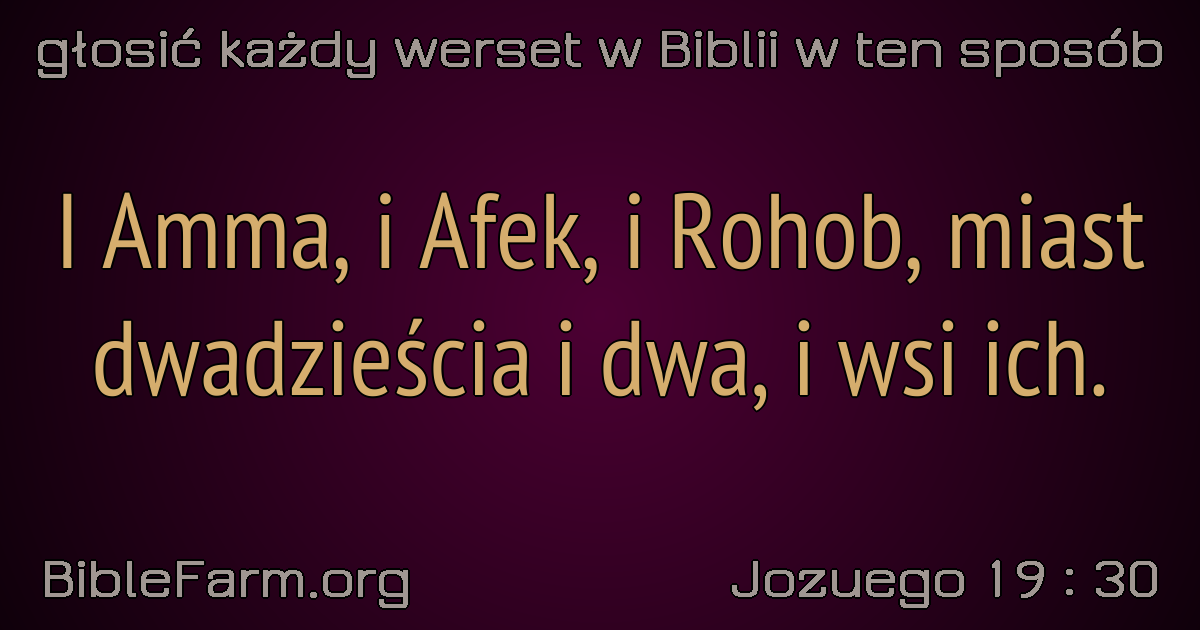 głosić każdy werset w Biblii w ten sposób
I Amma, i Afek, i Rohob, miast
dwadzieścia i dwa, i wsi ich.
BibleFarm.org
Jozuego 19 : 30